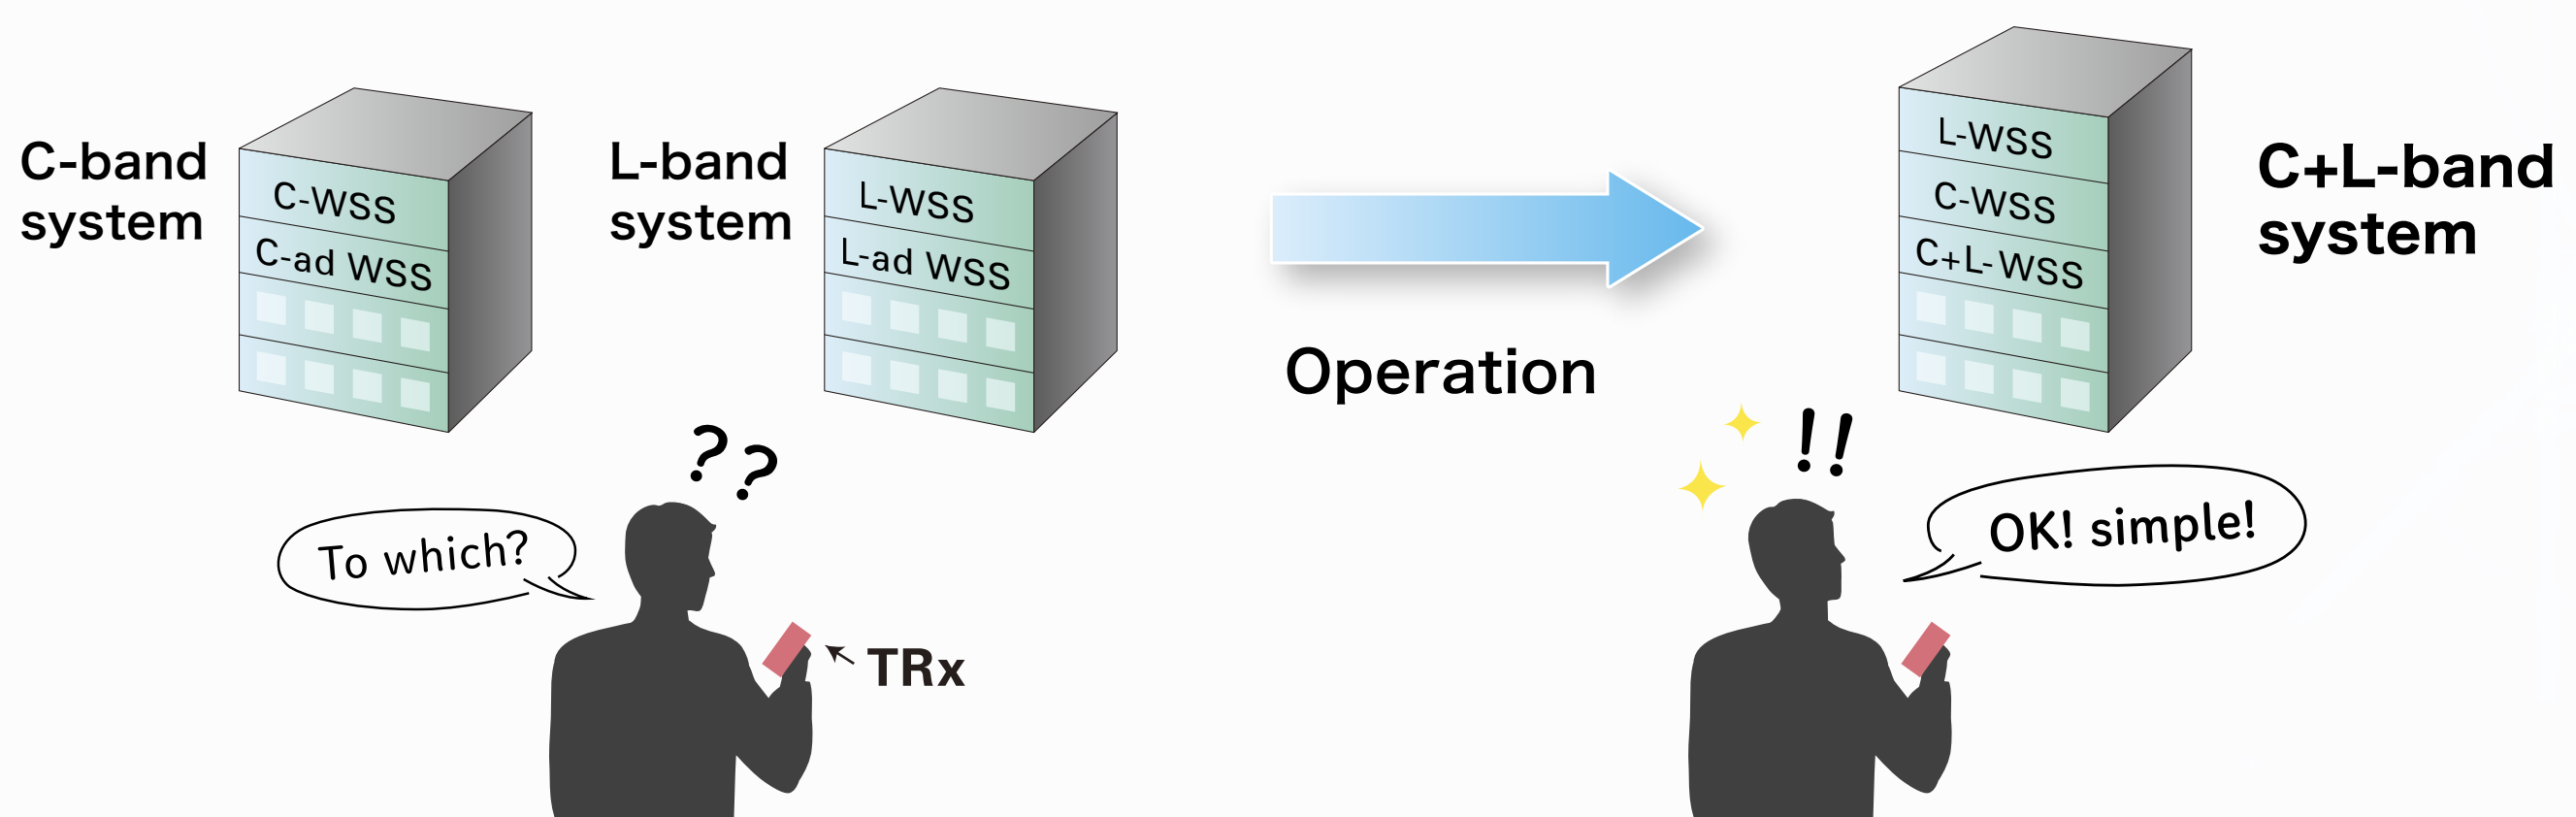 C-band
system
C-WSS
C-ad WSS
L-band
system
L-WSS
L-ad WSS
??
To which?
TRx
Operation
L-WSS
C-WSS
C+L-WSS
C+L-band
system
!!
OK! simple!